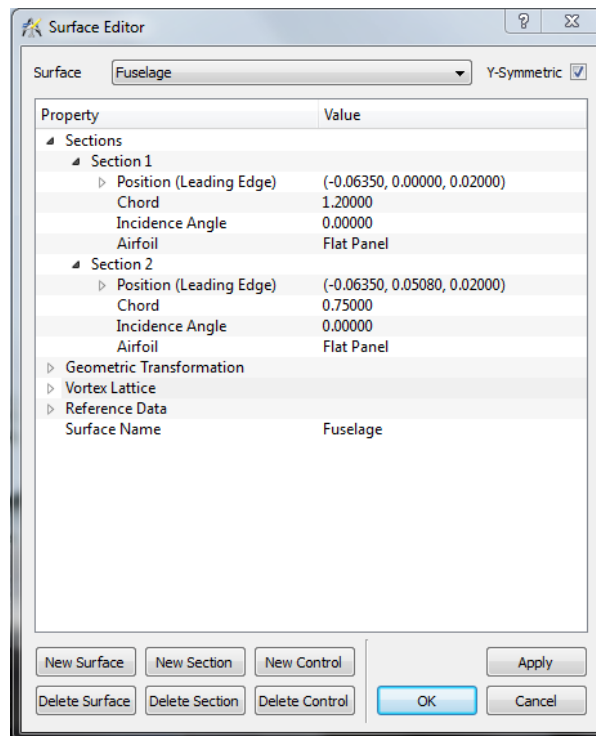 Surface Editor
Surface Fuselage Y-Symmetric
Property Value
Sections
Section 1
Position (Leading Edge) (-0.06350, 0.00000, 0.02000)
Chord 1.20000
Incidence Angle 0.00000
Airfoil Flat Panel
Section 2
Position (Leading Edge) (-0.06350, 0.05080, 0.02000)
Chord 0.75000
Incidence Angle 0.00000
Airfoil Flat Panel
Geometric Transformation
Vortex Lattice
Reference Data
Surface Name Fuselage
New Surface New Section New Control Apply
Delete Surface Delete Section Delete Control OK Cancel